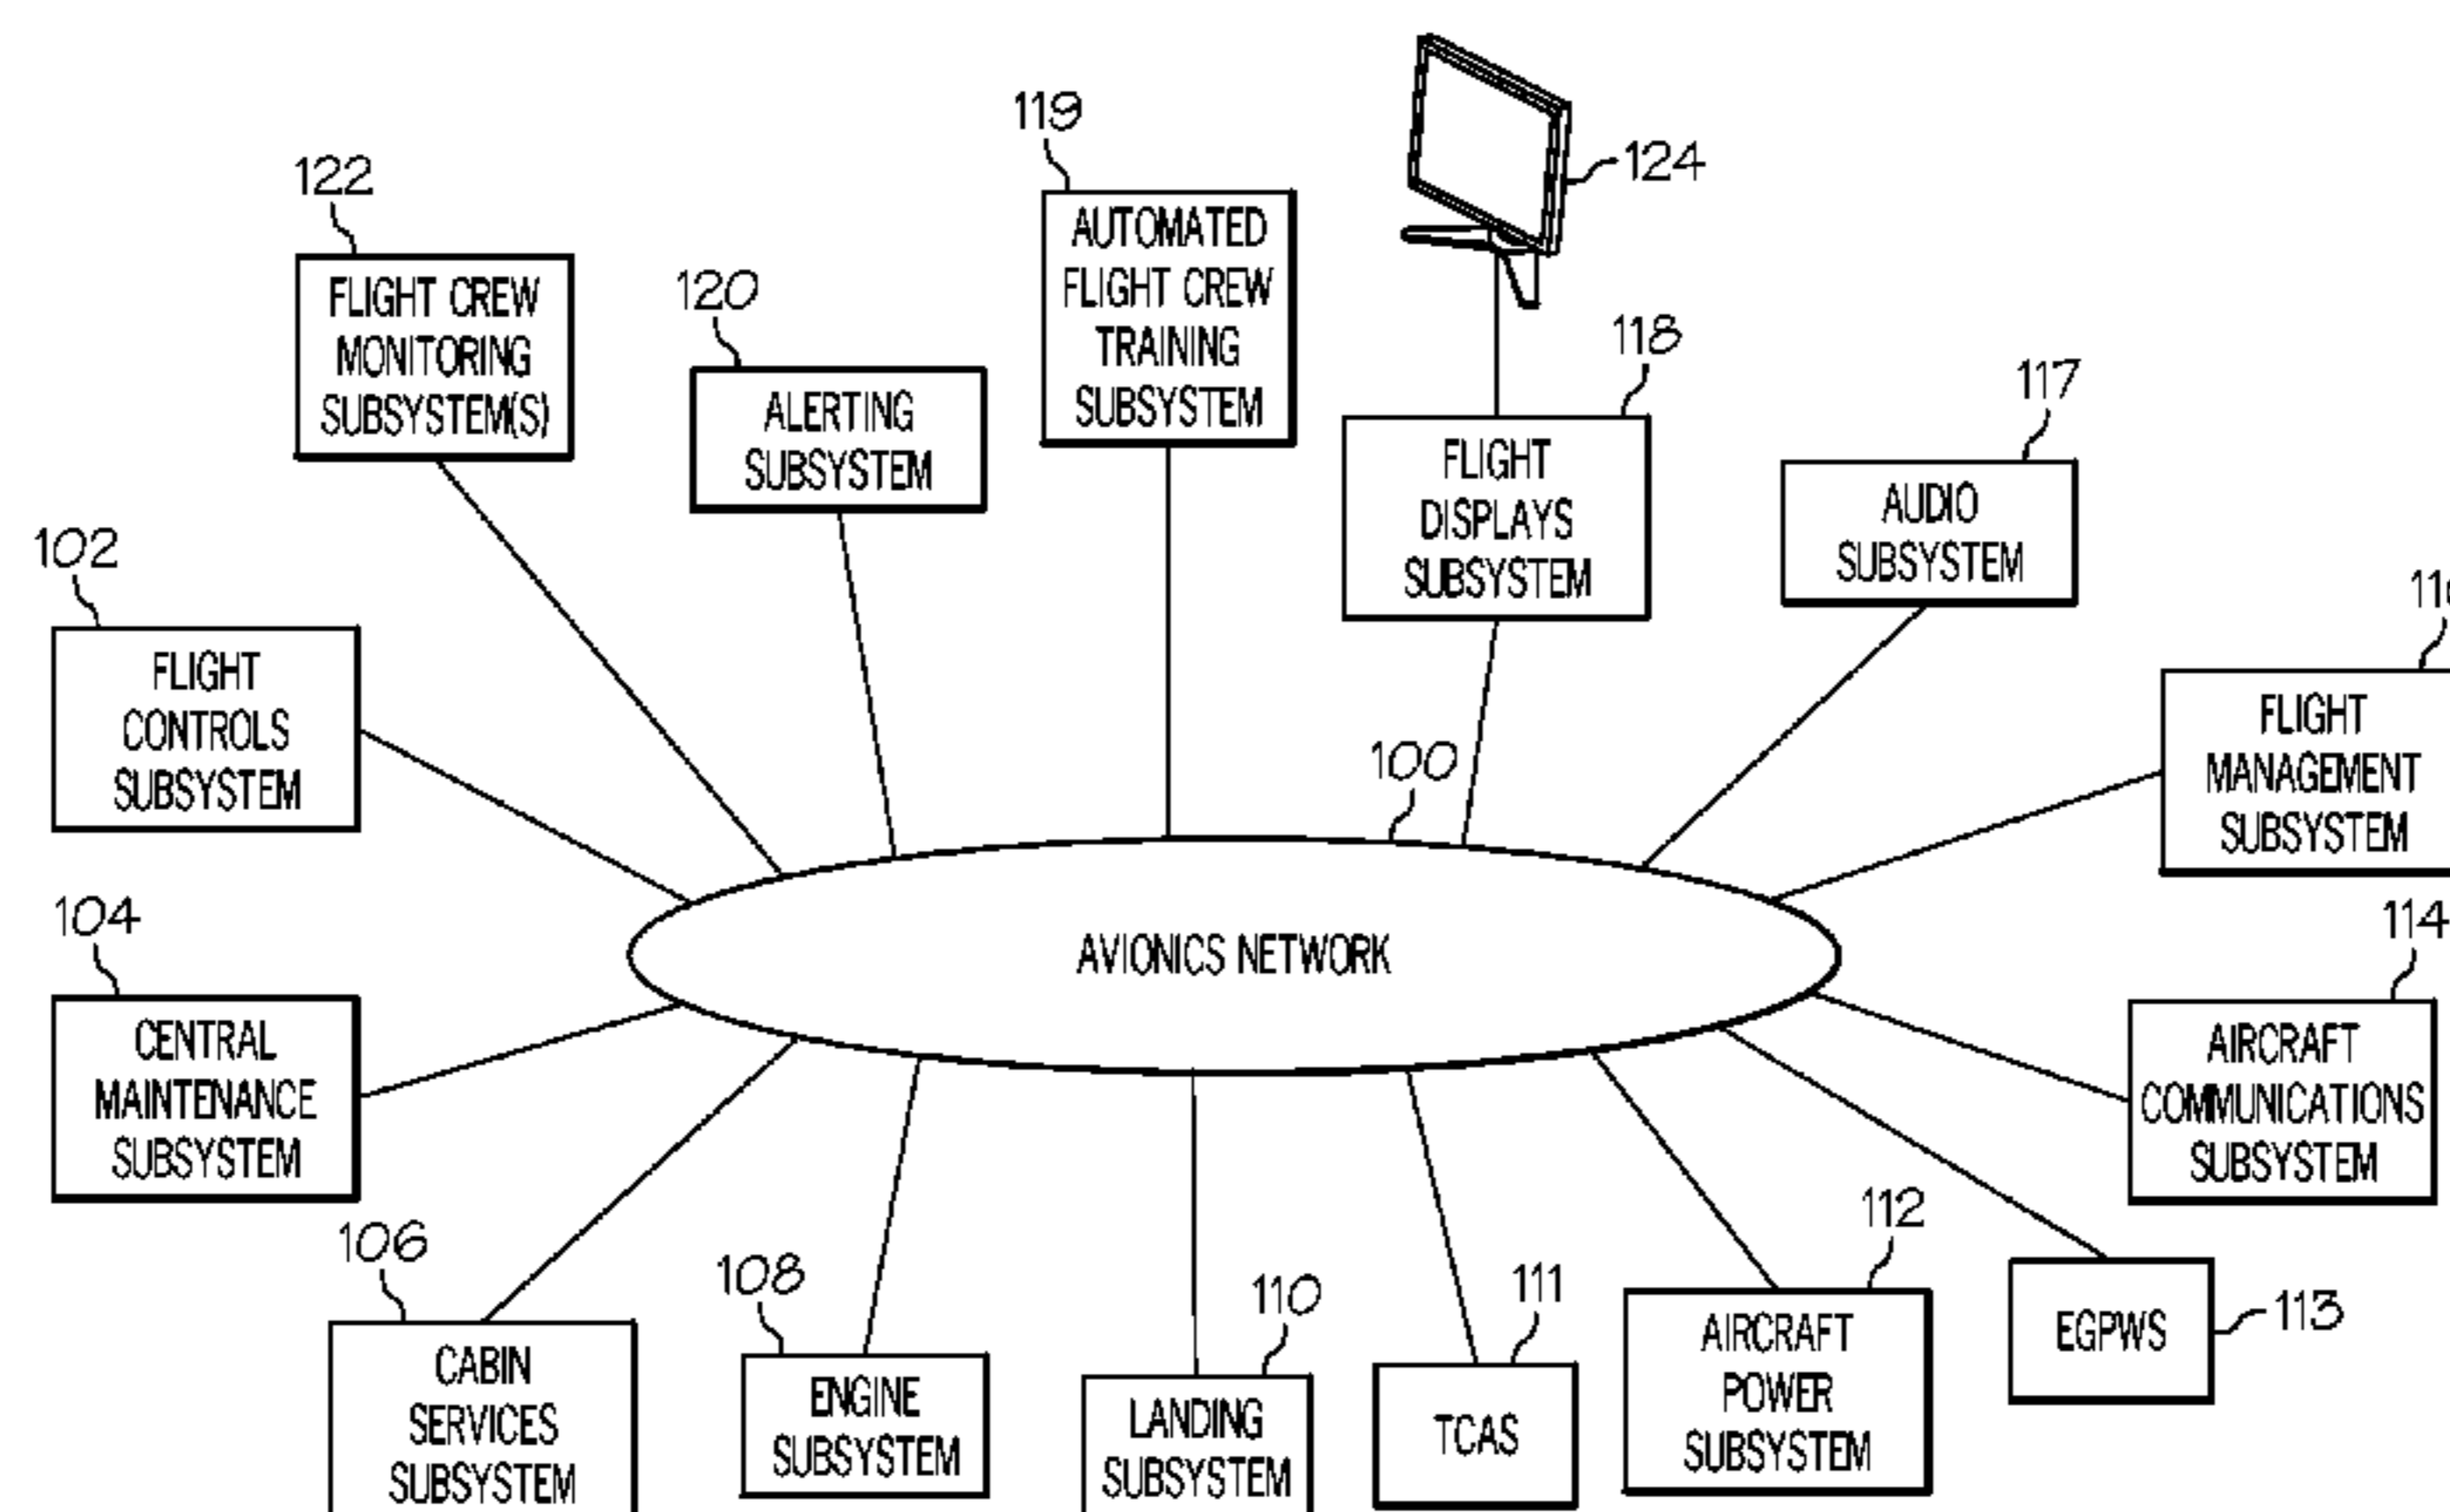 119
124
122
AUTOMATED
FLIGHT CREW
TRAINING
SUBSYSTEM
FLIGHT CREW
MONITORING
SUBSYSTEM(S)
120
ALERTING
SUBSYSTEM
118
FLIGHT
DISPLAYS
SUBSYSTEM
117
AUDIO
SUBSYSTEM
102
FLIGHT
CONTROLS
SUBSYSTEM
FLIGHT
MANAGEMENT
SUBSYSTEM
100
AVIONICS NETWORK
104
CENTRAL
MAINTENANCE
SUBSYSTEM
114
AIRCRAFT
COMMUNICATIONS
SUBSYSTEM
106
CABIN
SERVICES
SUBSYSTEM
108
ENGINE
SUBSYSTEM
110
LANDING
SUBSYSTEM
111
TCAS
112
AIRCRAFT
POWER
SUBSYSTEM
EGPWS
113